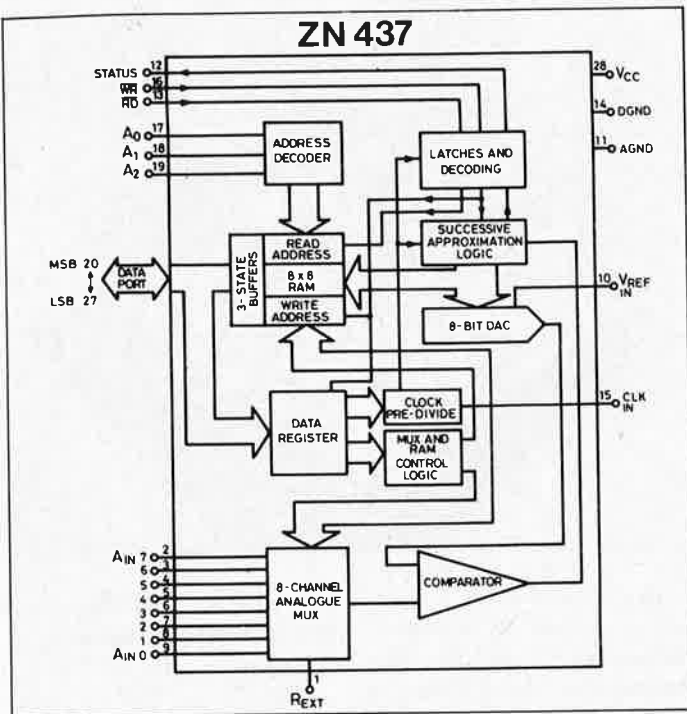 ZN 437
STATUS 12
WR 16
RD 13
A0 17
A1 18
A2 19
28 VCC
14 DGND
11 AGND
ADDRESS DECODER
LATCHES AND DECODING
MSB 20
LSB 27
DATA PORT
3-STATE BUFFERS
READ ADDRESS
8 x 8 RAM
WRITE ADDRESS
SUCCESSIVE APPROXIMATION LOGIC
10 VREF IN
8-BIT DAC
DATA REGISTER
CLOCK PRE-DIVIDE
15 CLK IN
MUX AND RAM CONTROL LOGIC
AIN 7 2
6 3
5 4
4 5
3 6
2 7
1 8
AIN 0 9
8-CHANNEL ANALOGUE MUX
COMPARATOR
1
REXT